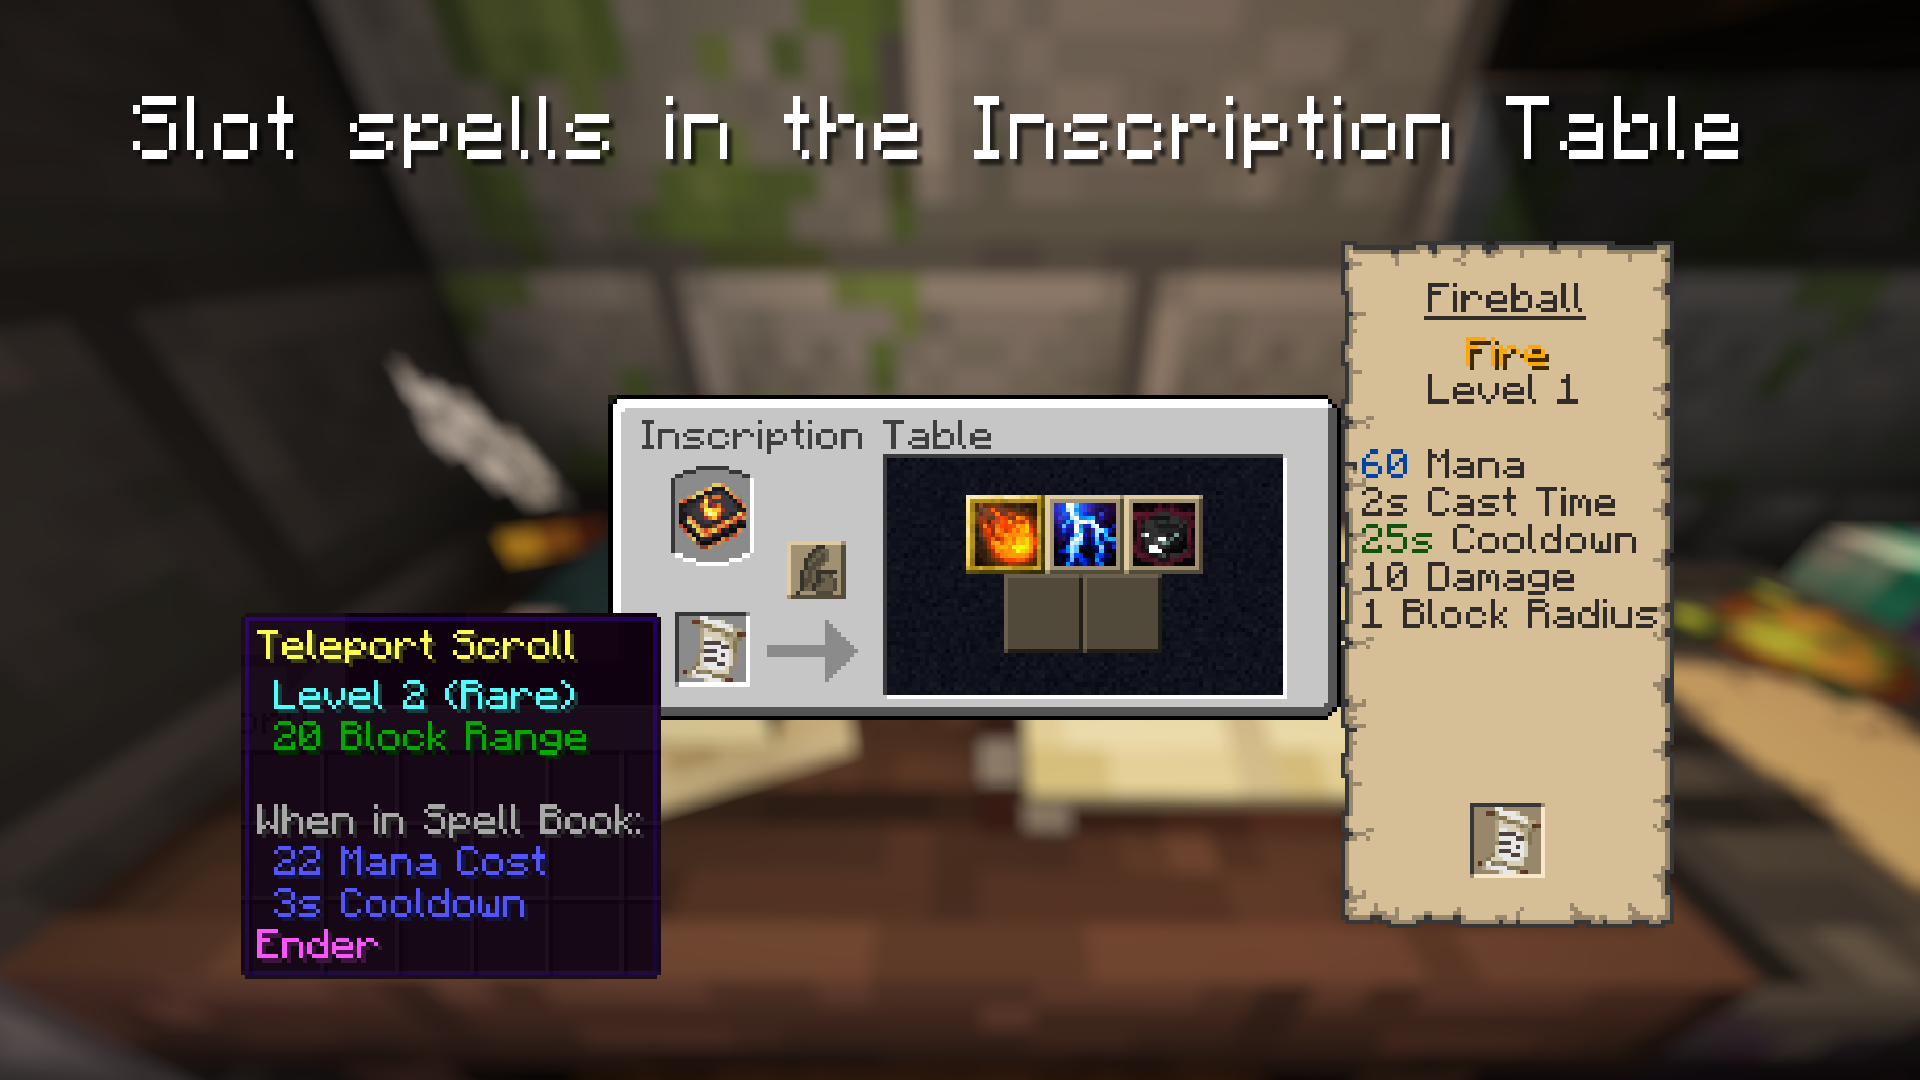 Slot spells in the Inscription Table
Inscription Table
Teleport Scroll
Level 2 (Rare)
20 Block Range
When in Spell Book:
22 Mana Cost
3s Cooldown
Ender
Fireball
Fire
Level 1
60 Mana
2s Cast Time
25s Cooldown
10 Damage
1 Block Radius